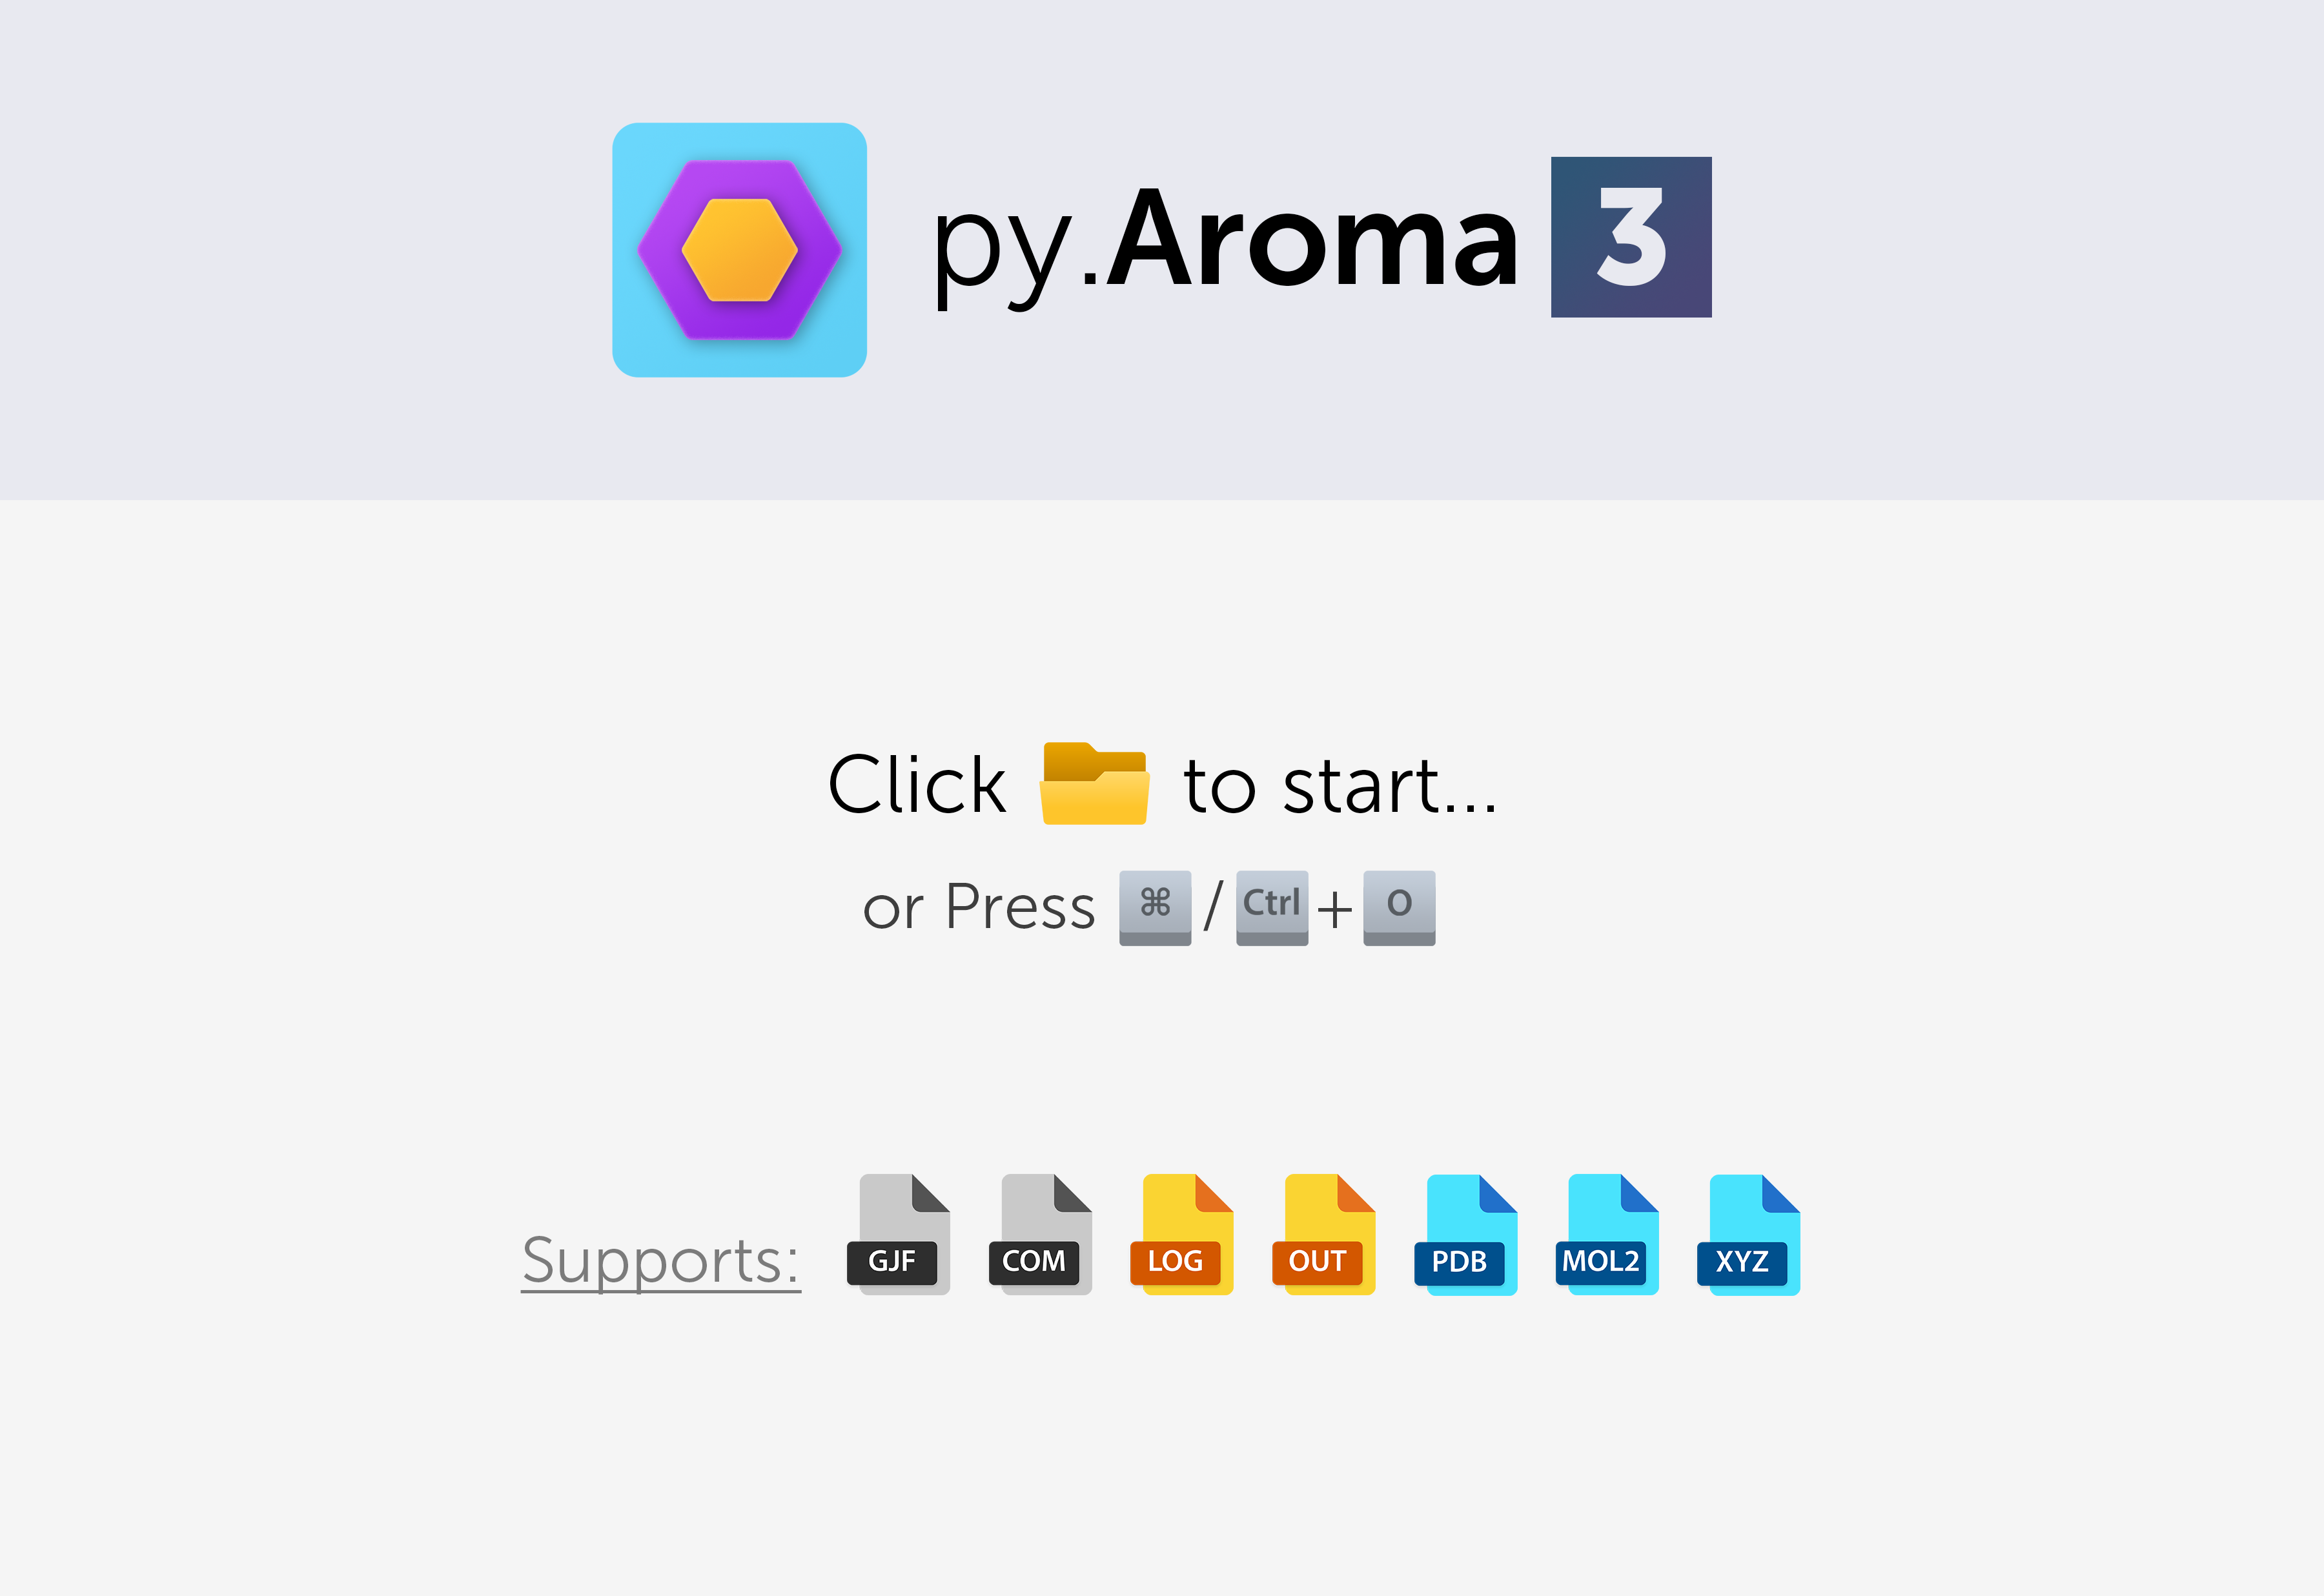 py.Aroma 3
Click to start...
or Press ⌘ / Ctrl + O
Supports: GJF COM LOG OUT PDB MOL2 XYZ